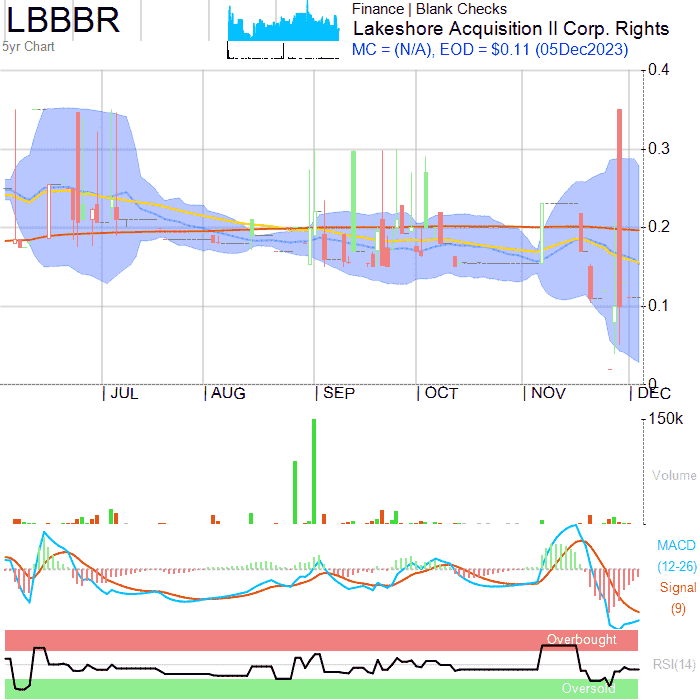 LBBBR
5yr Chart
Finance | Blank Checks
Lakeshore Acquisition II Corp. Rights
MC = (N/A), EOD = $0.11 (05Dec2023)
0.4
0.3
0.2
0.1
0
JUL AUG SEP OCT NOV DEC
150k
Volume
MACD
(12-26)
Signal
(9)
Overbought
RSI(14)
Oversold